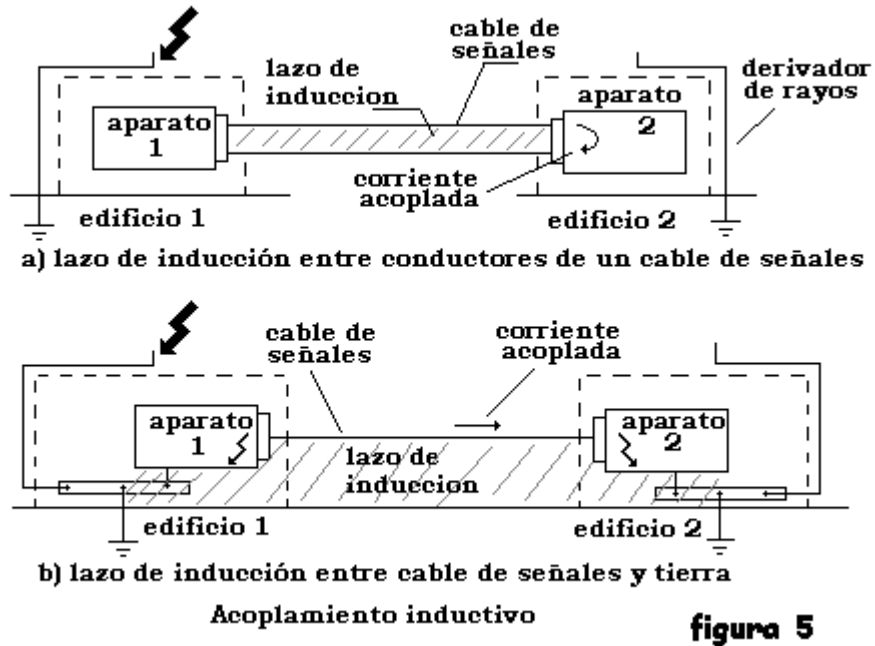 cable de
señales
lazo de
induccion
aparato
1
aparato
2
derivador
de rayos
corriente
acoplada
edificio 1
edificio 2
a) lazo de inducción entre conductores de un cable de señales
cable de
señales
corriente
acoplada
aparato
1
aparato
2
lazo de
induccion
edificio 1
edificio 2
b) lazo de inducción entre cable de señales y tierra
Acoplamiento inductivo
figura 5